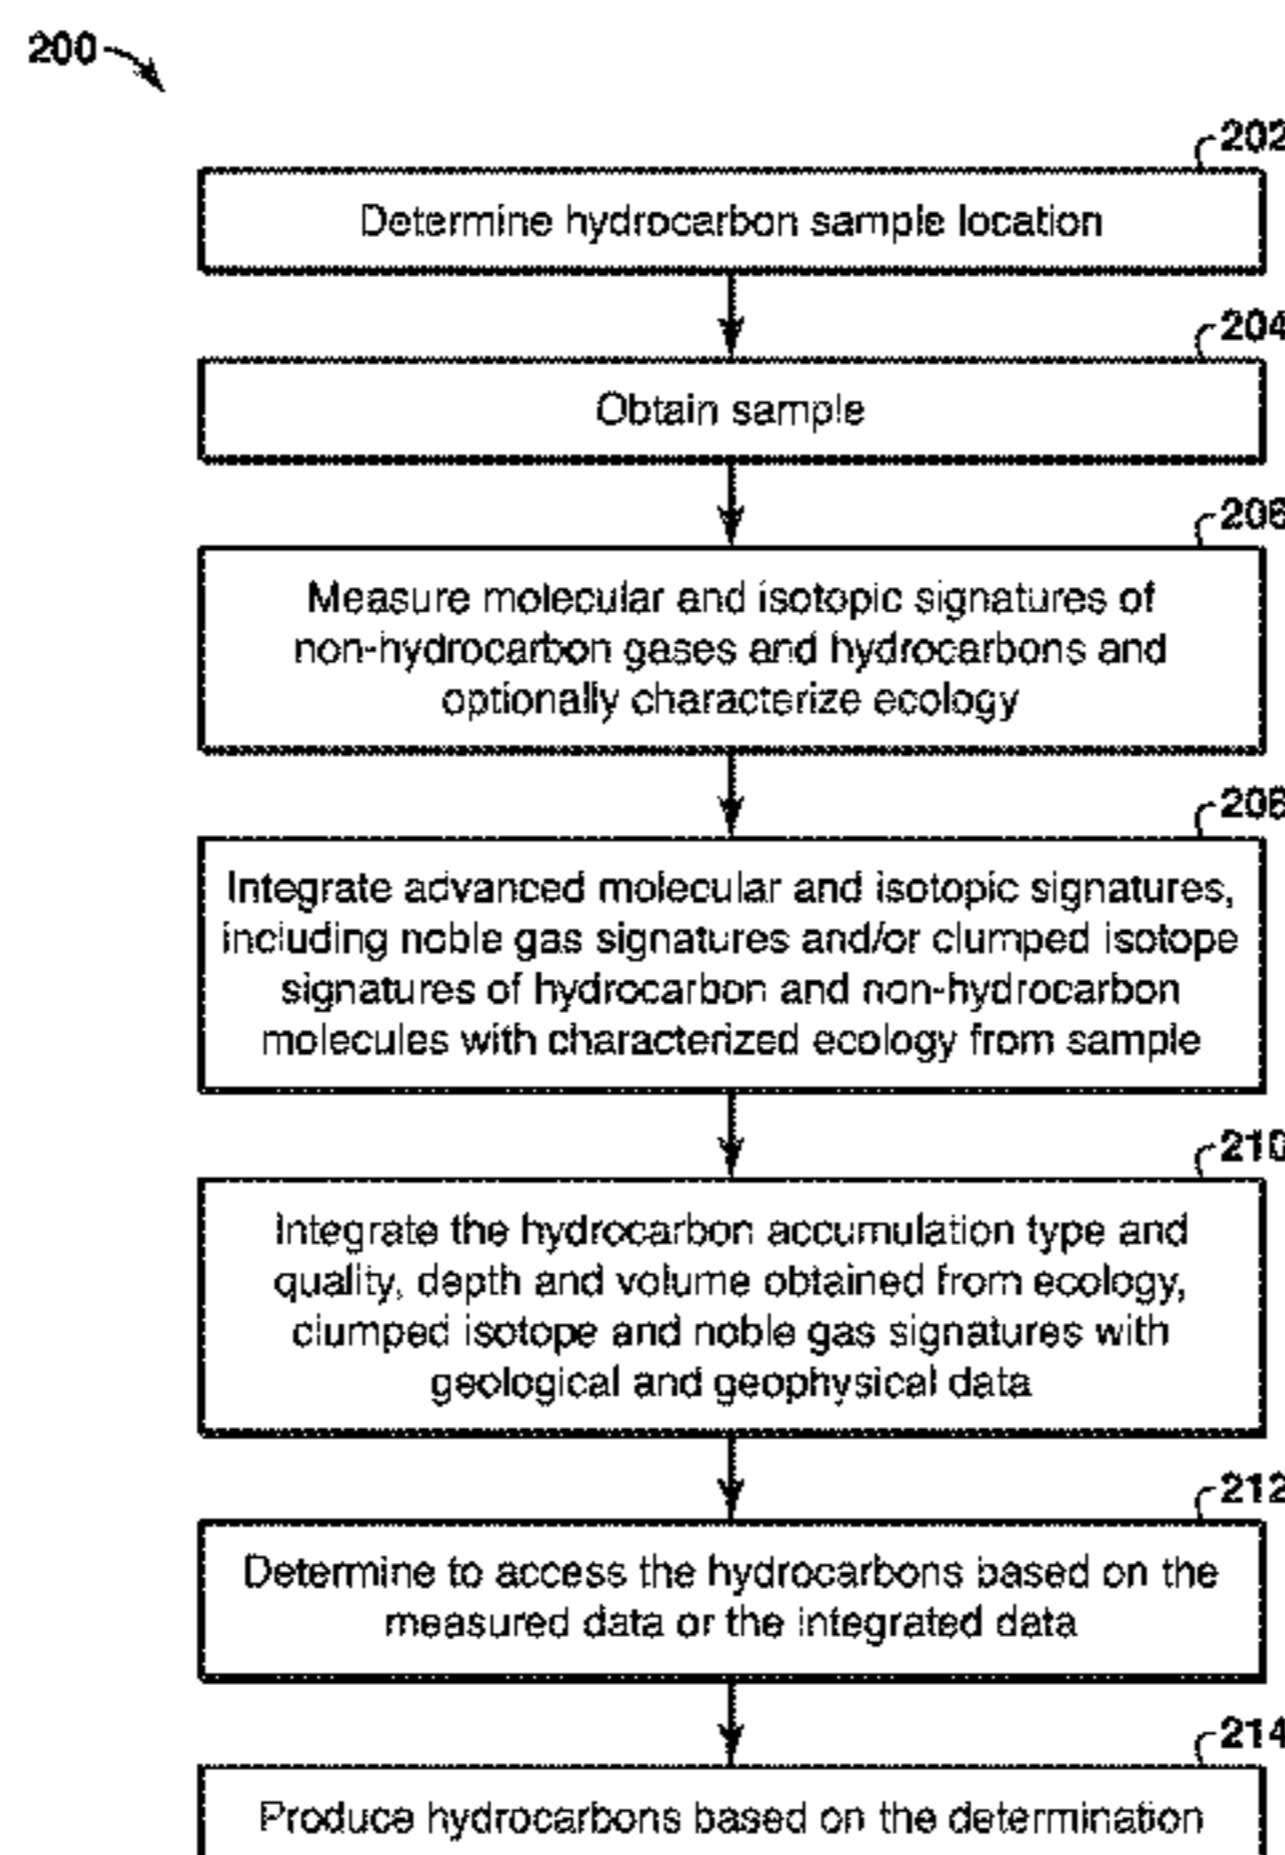 200
202
Determine hydrocarbon sample location
204
Obtain sample
206
Measure molecular and isotopic signatures of
non-hydrocarbon gases and hydrocarbons and
optionally characterize ecology
208
Integrate advanced molecular and isotopic signatures,
including noble gas signatures and/or clumped isotope
signatures of hydrocarbon and non-hydrocarbon
molecules with characterized ecology from sample
210
Integrate the hydrocarbon accumulation type and
quality, depth and volume obtained from ecology,
clumped isotope and noble gas signatures with
geological and geophysical data
212
Determine to access the hydrocarbons based on the
measured data or the integrated data
214
Produce hydrocarbons based on the determination